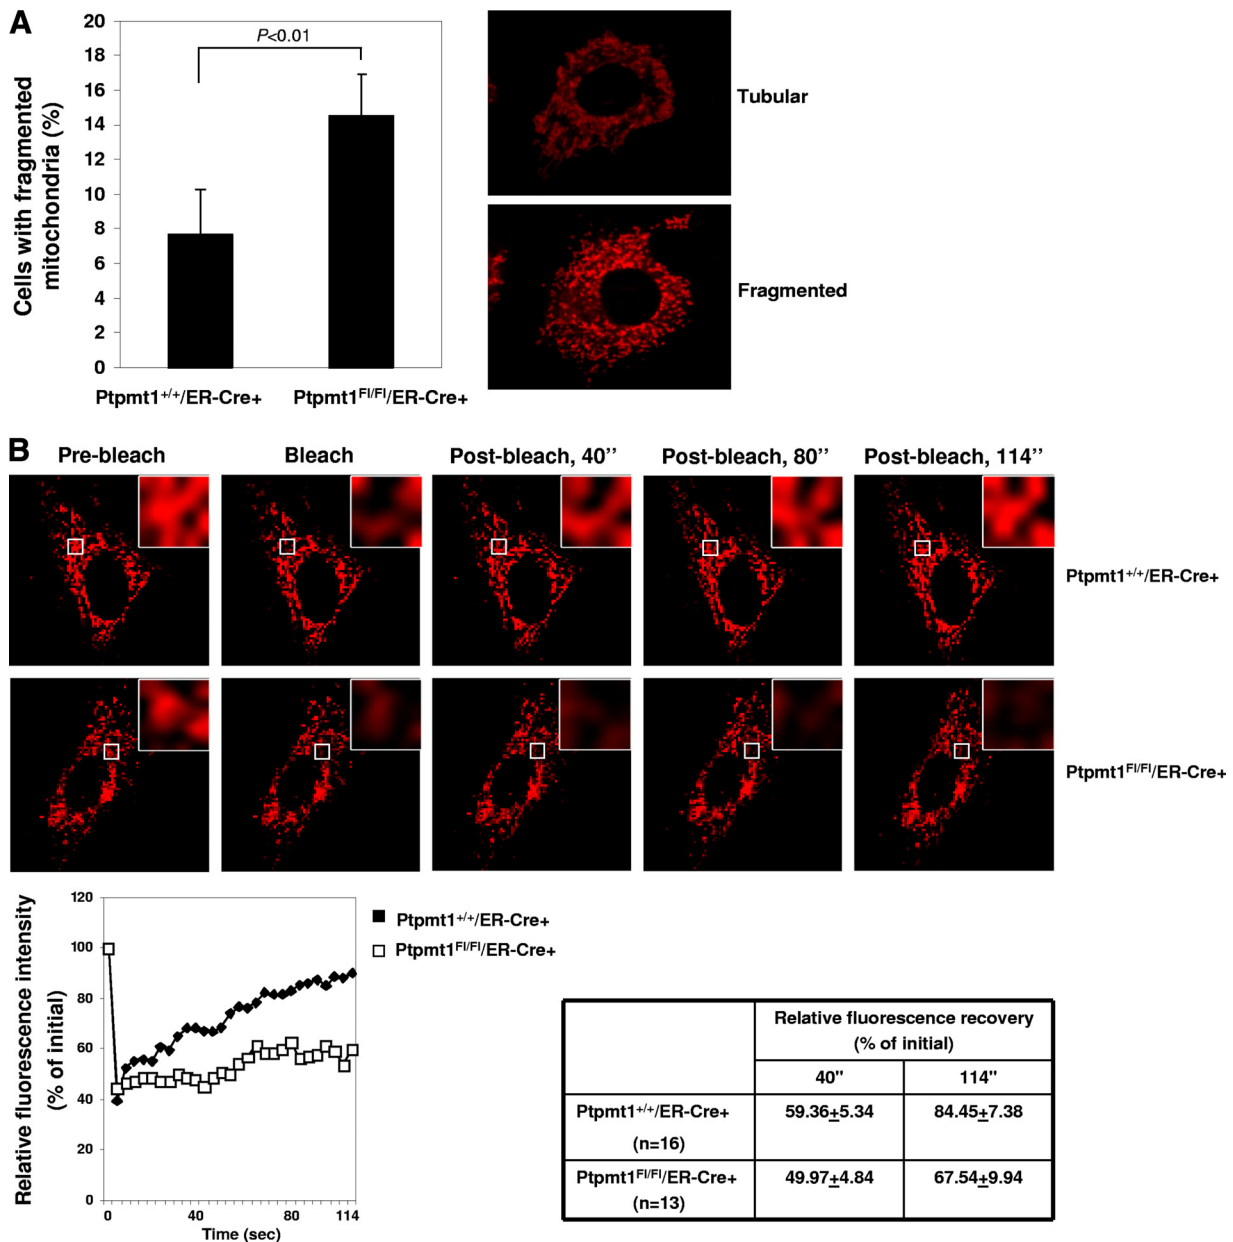 A
20
18
16
14
12
10
8
6
4
2
0
Cells with fragmented
mitochondria (%)
P<0.01
Ptpmt1+/+/ER-Cre+
Ptpmt1Fl/Fl/ER-Cre+
Tubular
Fragmented
B
Pre-bleach
Bleach
Post-bleach, 40’’
Post-bleach, 80’’
Post-bleach, 114’’
Ptpmt1+/+/ER-Cre+
Ptpmt1Fl/Fl/ER-Cre+
Relative fluorescence intensity
(% of initial)
120
100
80
60
40
20
0
0
40
80
114
Time (sec)
Ptpmt1+/+/ER-Cre+
Ptpmt1Fl/Fl/ER-Cre+
Relative fluorescence recovery
(% of initial)
40" 114"
Ptpmt1+/+/ER-Cre+ 59.36±5.34 84.45±7.38
(n=16)
Ptpmt1Fl/Fl/ER-Cre+ 49.97±4.84 67.54±9.94
(n=13)